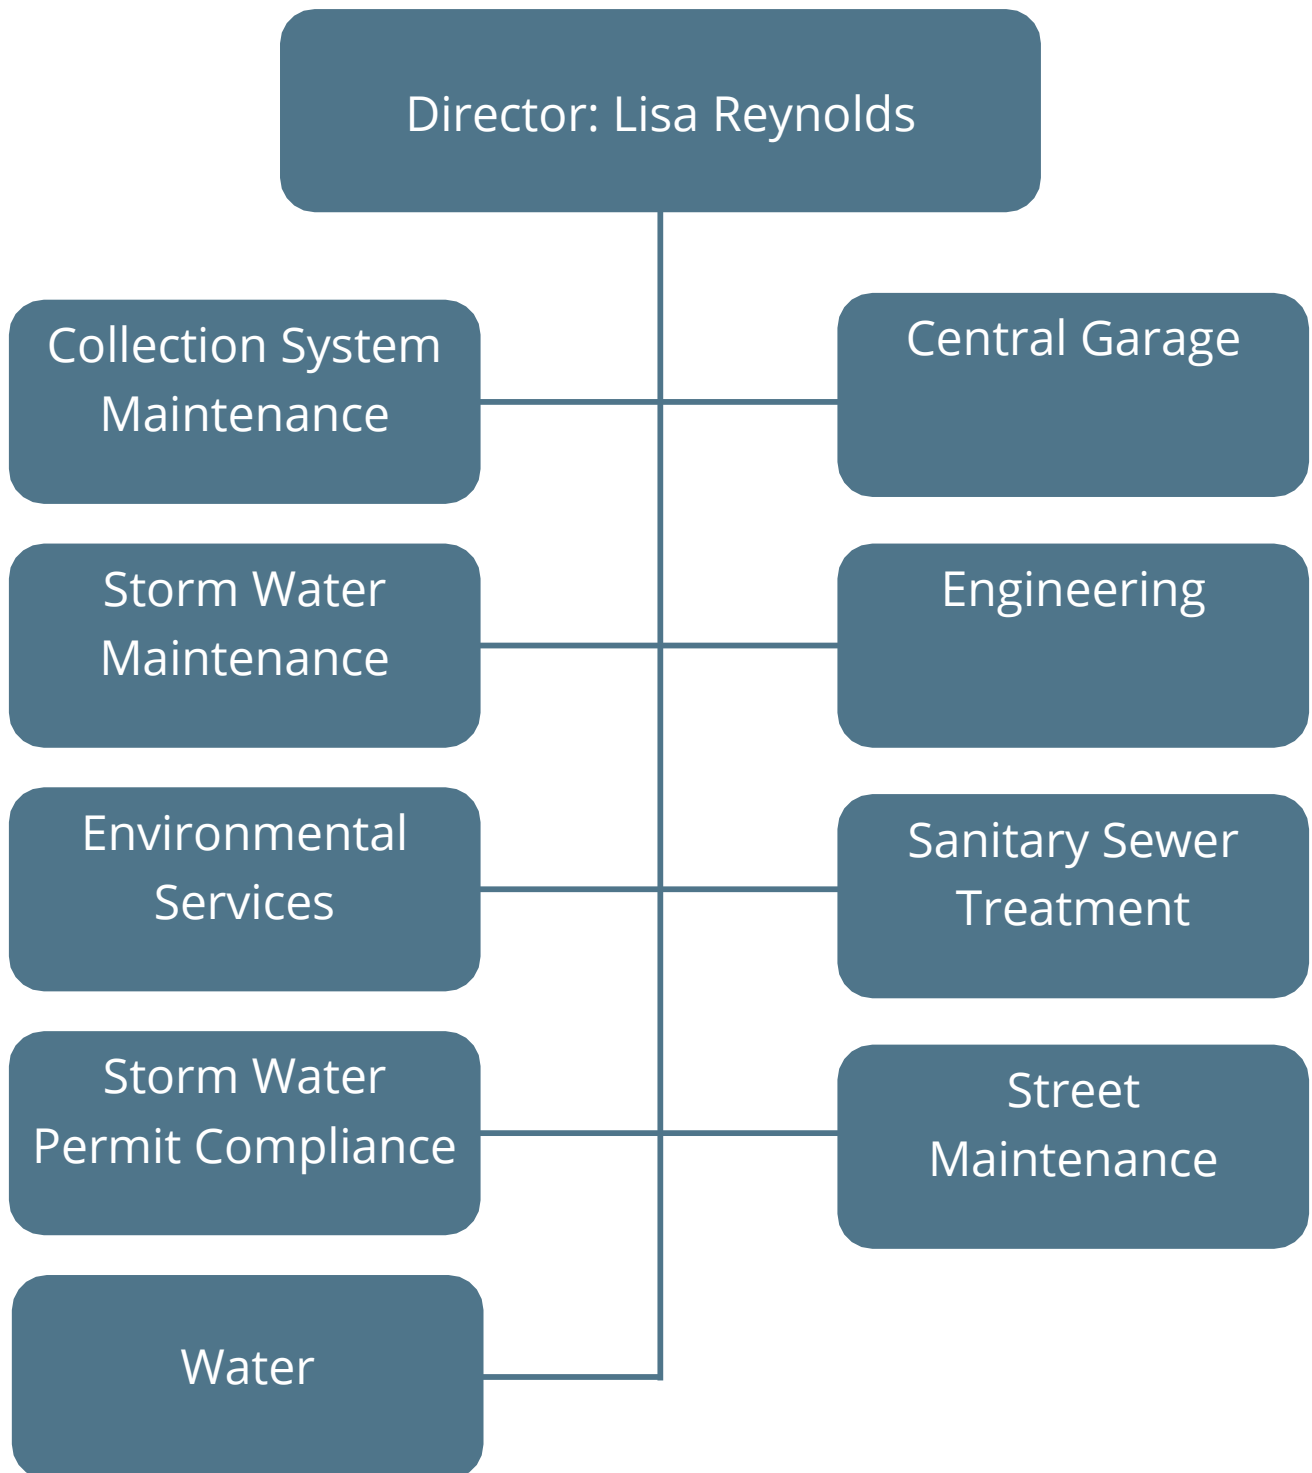 Director: Lisa Reynolds
Collection System
Maintenance
Central Garage
Storm Water
Maintenance
Engineering
Environmental
Services
Sanitary Sewer
Treatment
Storm Water
Permit Compliance
Street
Maintenance
Water